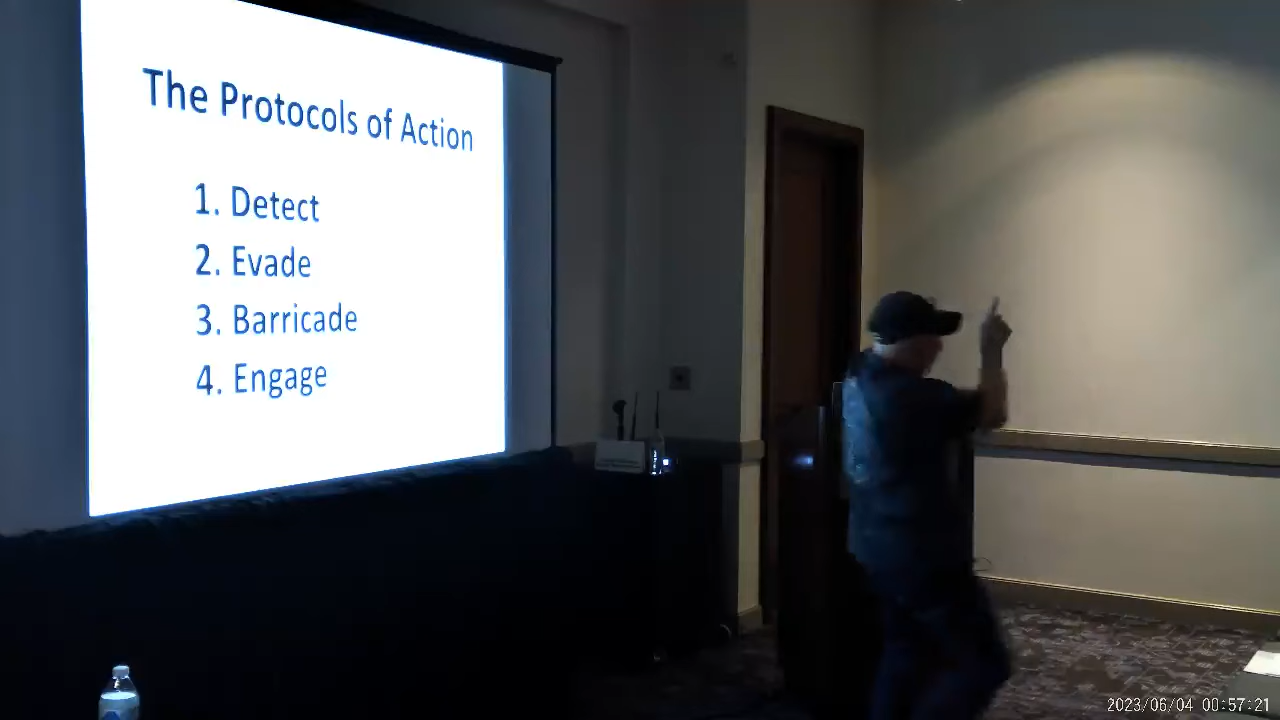 The Protocols of Action
1. Detect
2. Evade
3. Barricade
4. Engage
2023/06/04 00:57:21